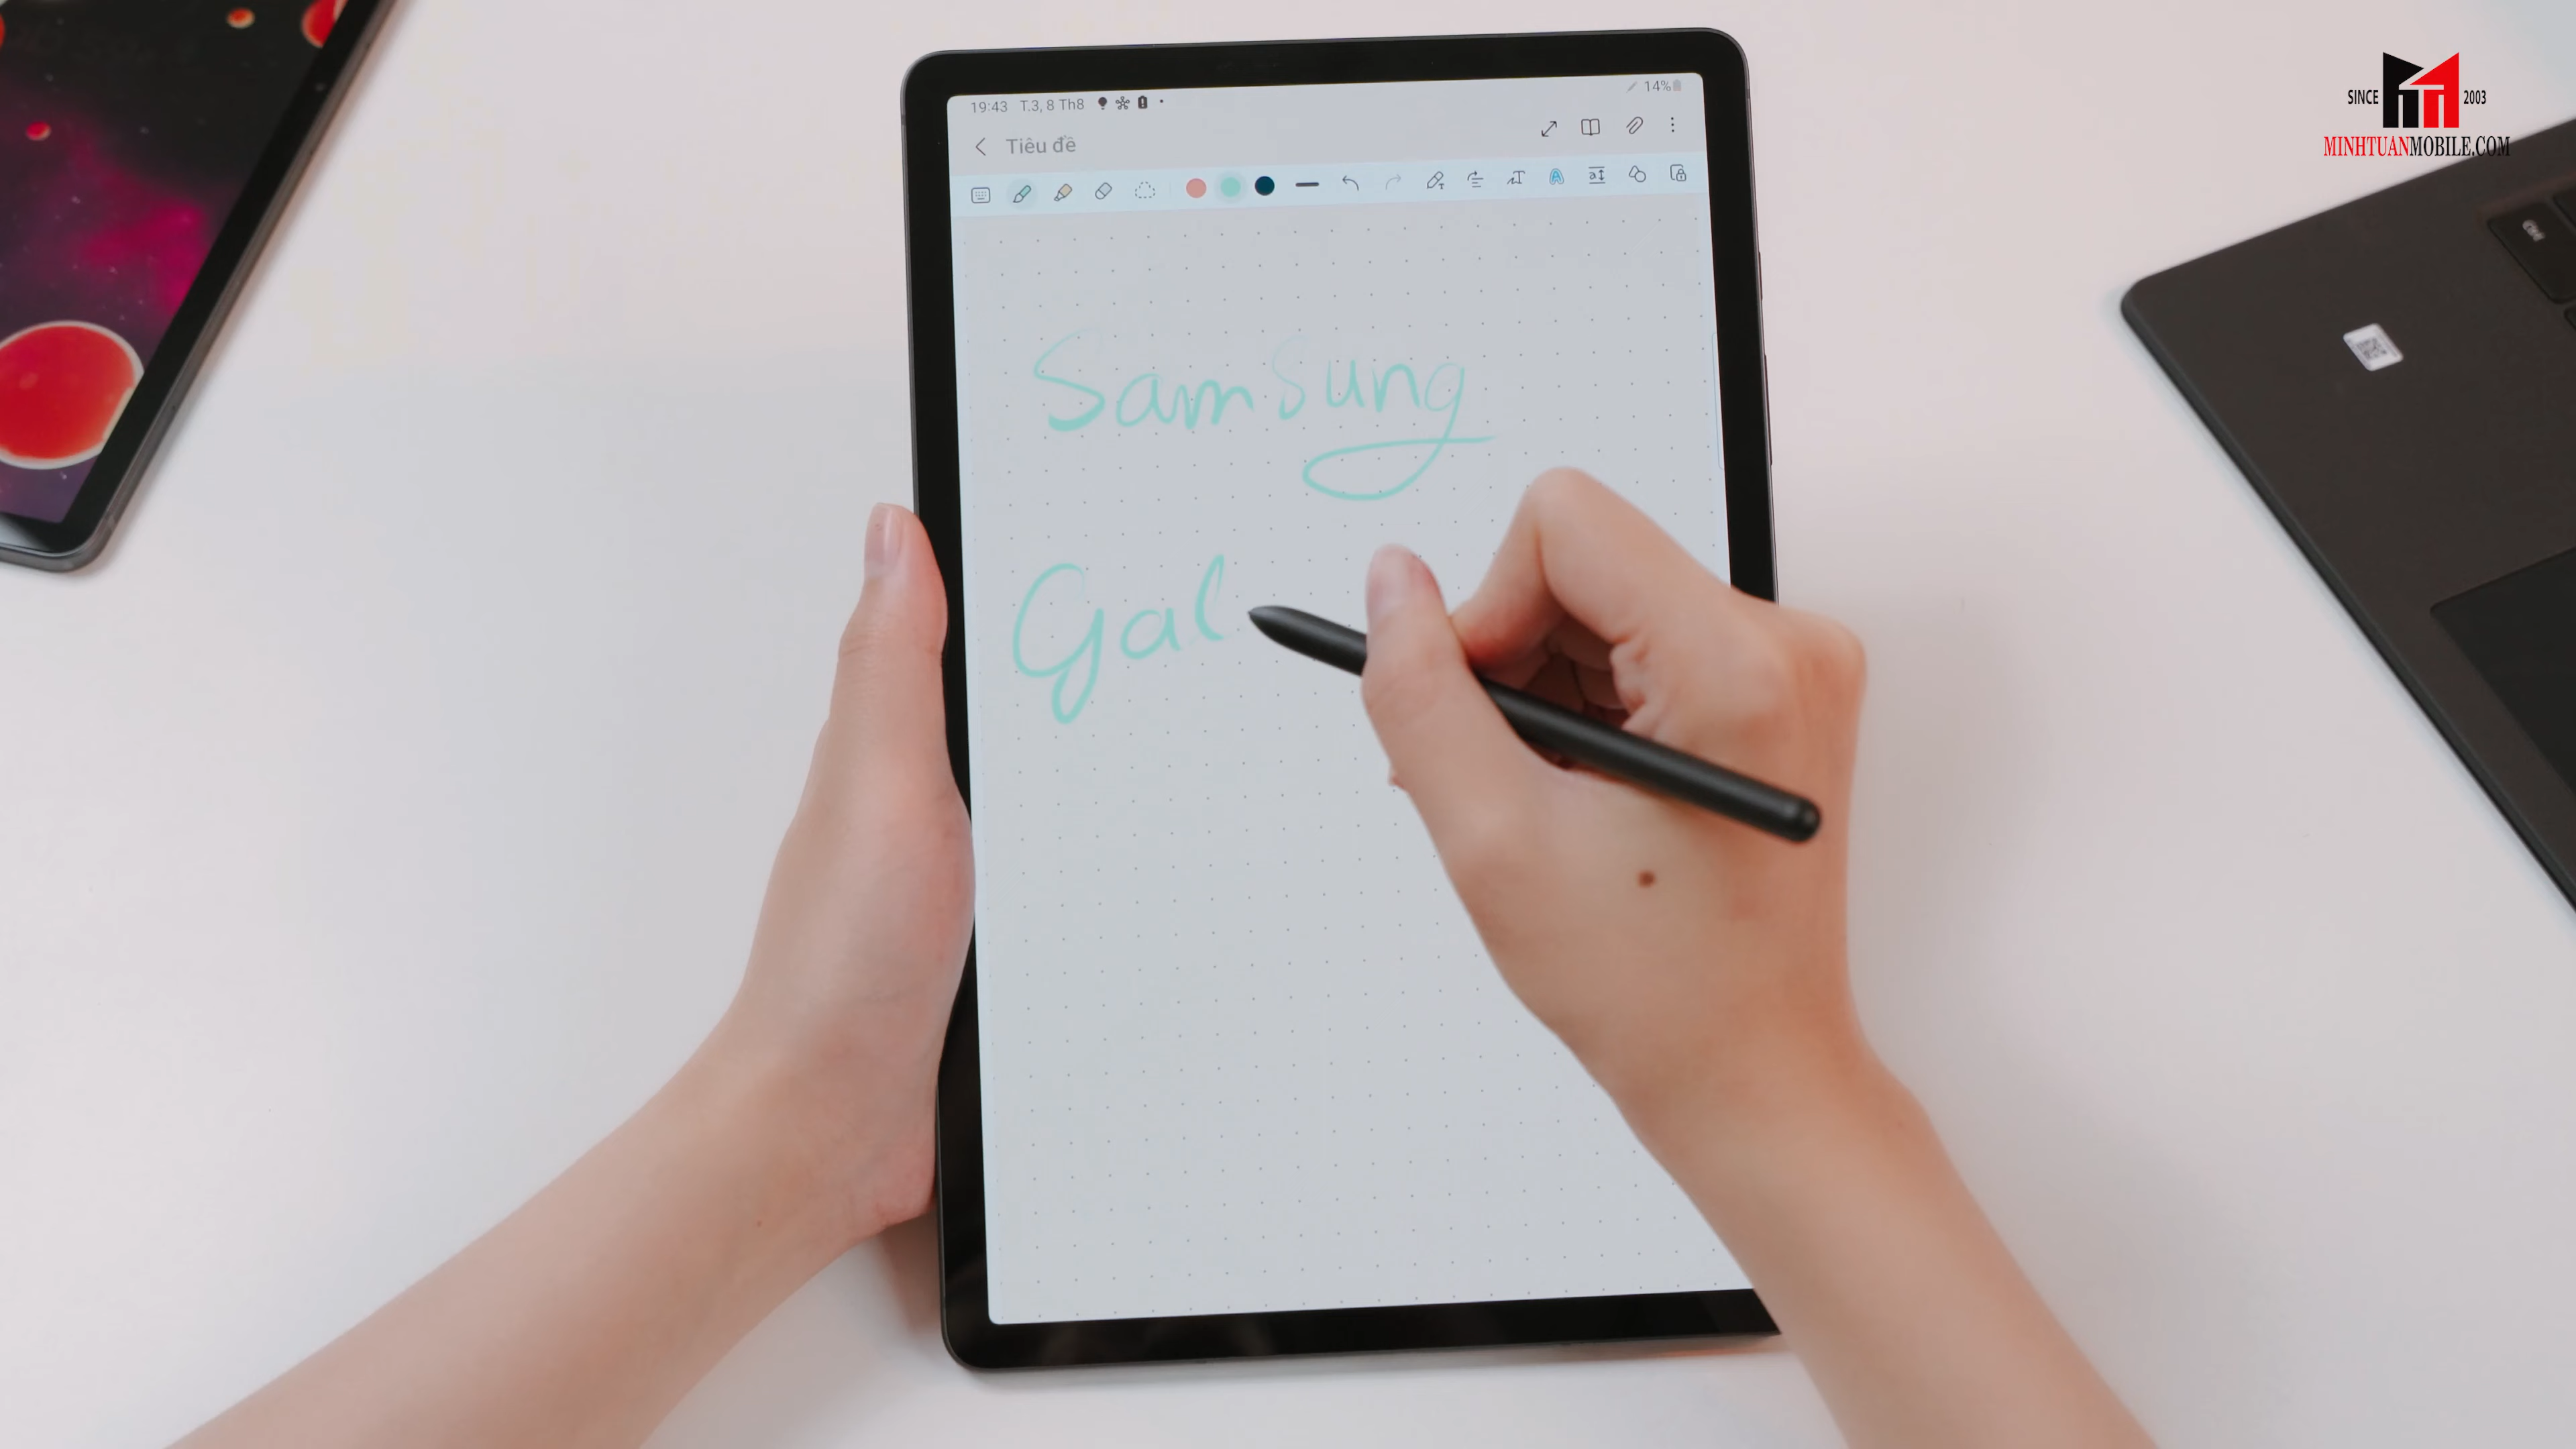 SINCE 2003
MINHTUANMOBILE.COM
19:43 T.3, 8 Th8 14%
Tiêu đề
Samsung
Gal